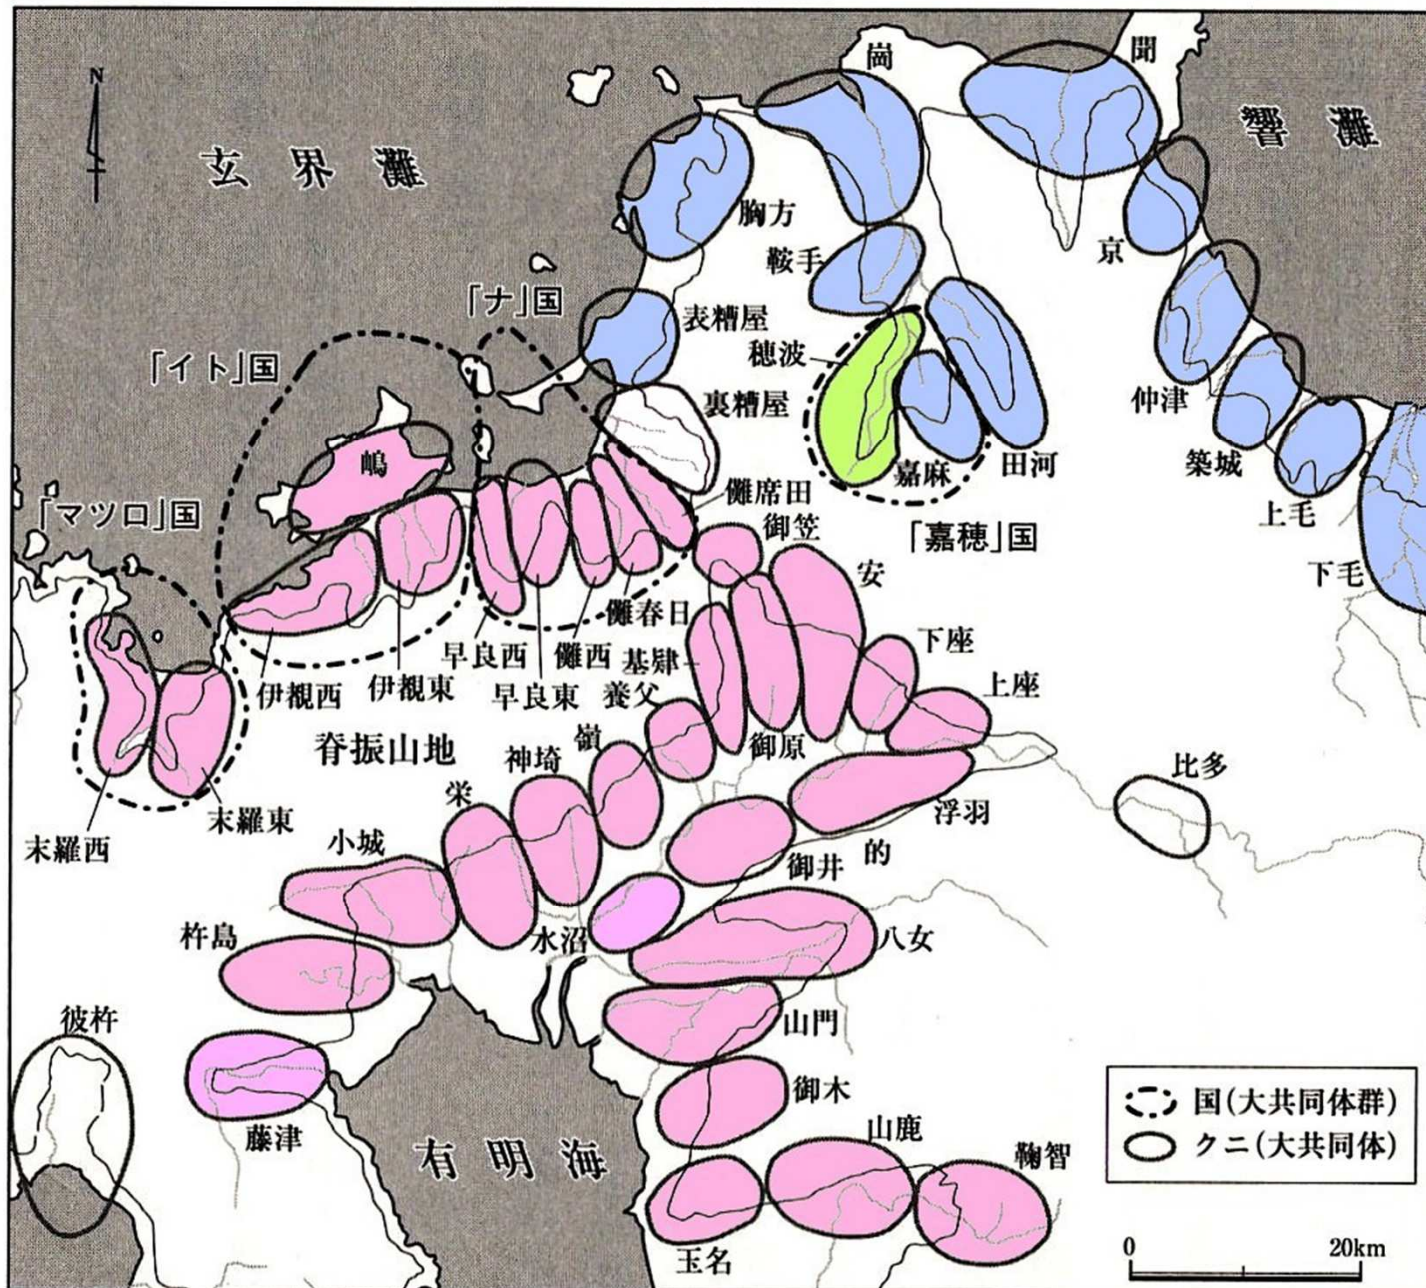 N
玄界灘
響灘
崗
聞
胸方
鞍手
京
「ナ」国
表糟屋
穂波
「イト」国
裏糟屋
仲津
嶋
嘉麻
田河
築城
「マツロ」国
儺席田
上毛
御笠
「嘉穂」国
安
下毛
儺春日
早良西
儺西
基肄
下座
伊覩西
伊覩東
早良東
養父
上座
脊振山地
嶺
御原
神埼
比多
栄
末羅東
浮羽
末羅西
小城
的
御井
杵島
水沼
八女
彼杵
山門
御木
藤津
山鹿
有明海
鞠智
玉名
国(大共同体群)
クニ(大共同体)
0 20km